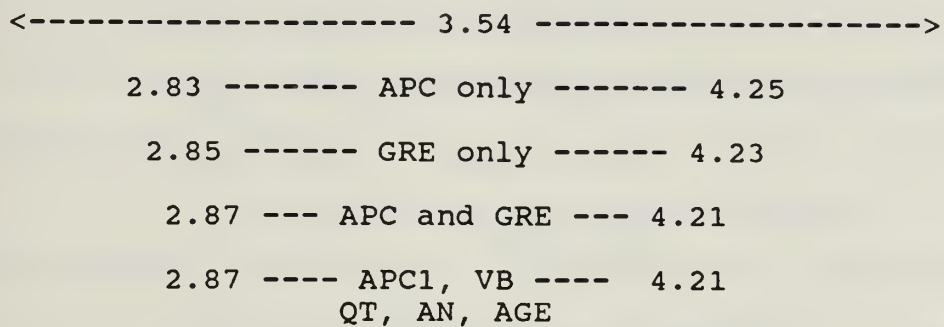 <---------------------- 3.54 ---------------------->
2.83 ------- APC only ------- 4.25
2.85 ------ GRE only ------ 4.23
2.87 --- APC and GRE --- 4.21
2.87 ---- APC1, VB ---- 4.21
QT, AN, AGE